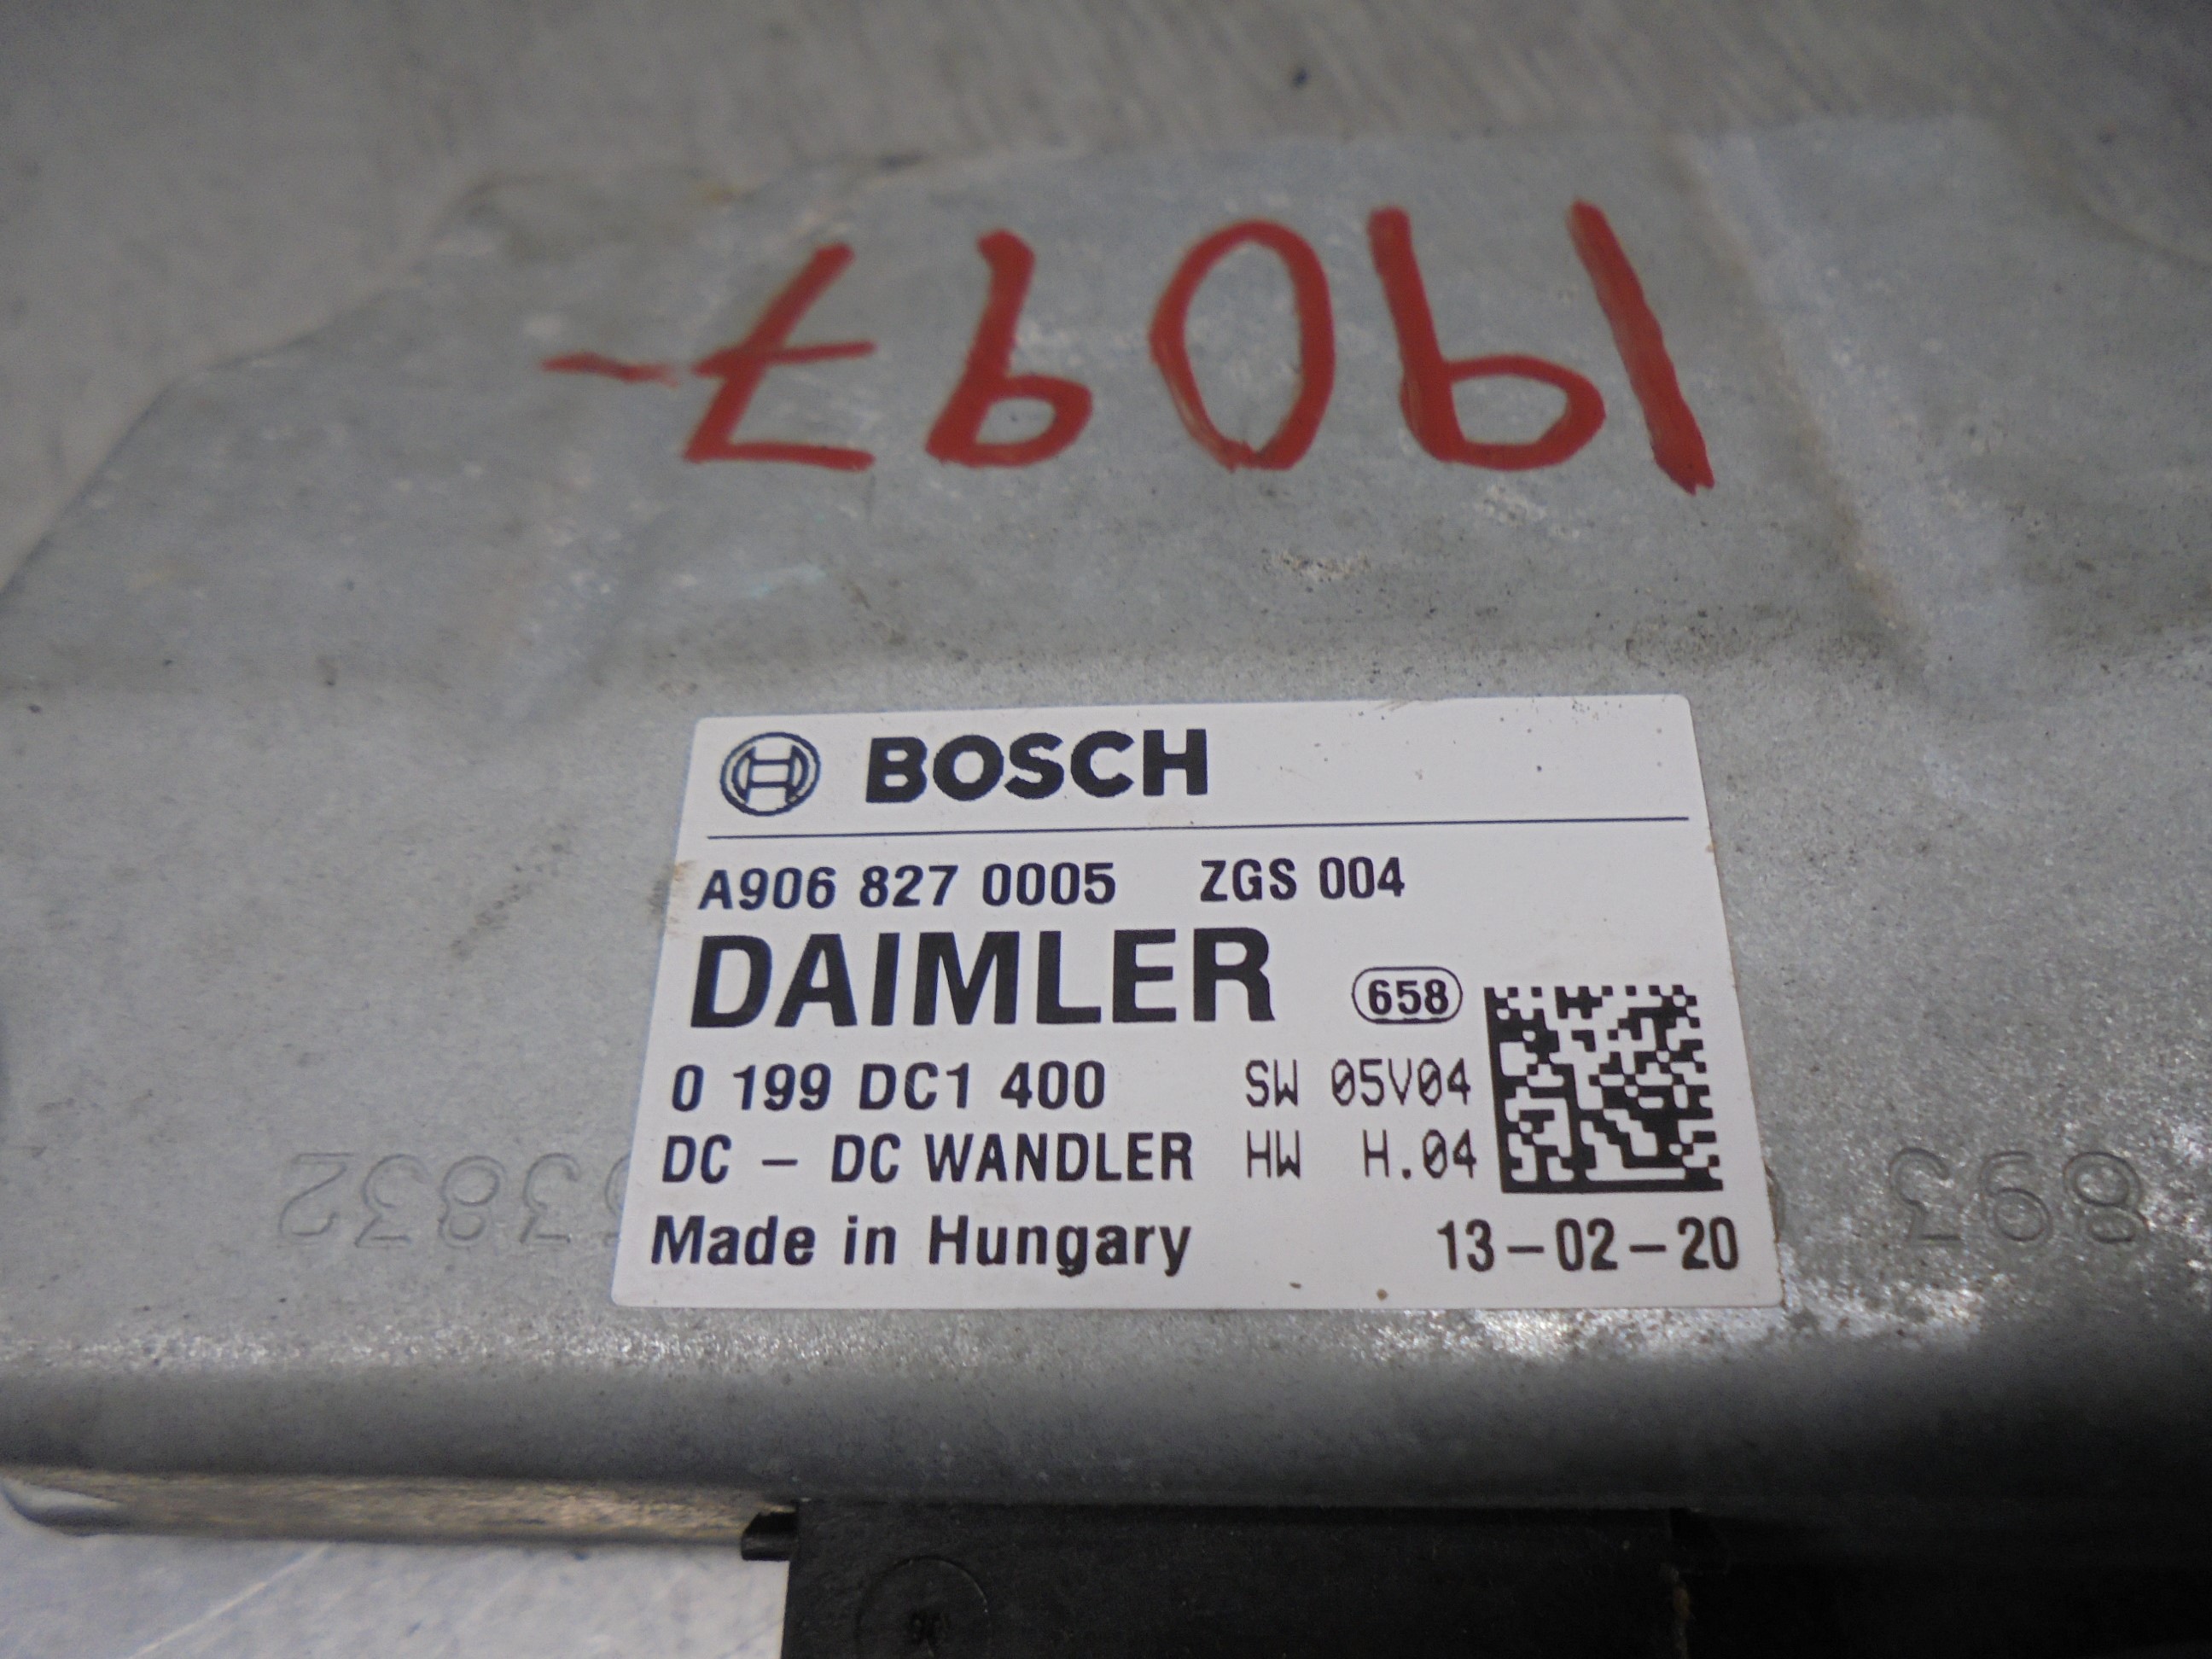 19097-
BOSCH
A906 827 0005 ZGS 004
DAIMLER 658
0 199 DC1 400 SW 05V04
DC – DC WANDLER HW H.04
Made in Hungary 13-02-20